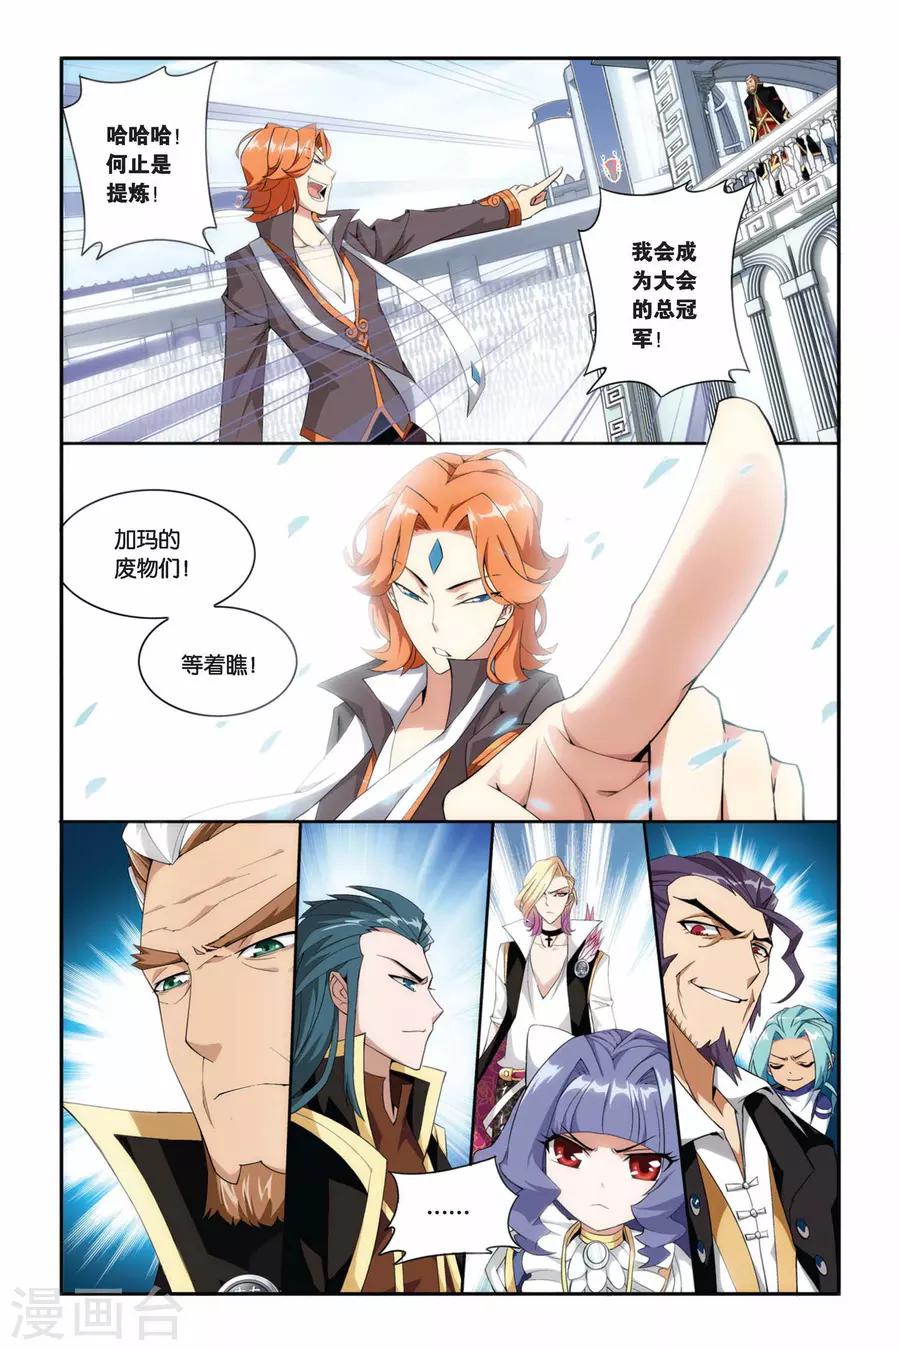 哈哈哈！
何止是
提炼！
我会成
为大会
的总冠
军！
加玛的
废物们！
等着瞧！
……
漫画台